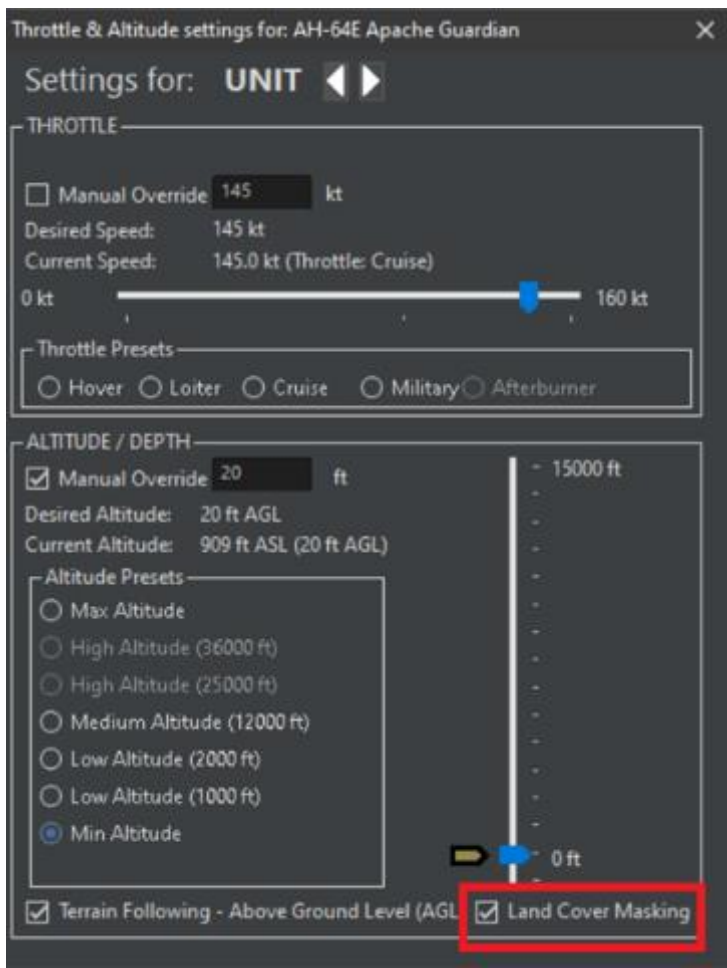 Throttle & Altitude settings for: AH-64E Apache Guardian
Settings for: UNIT
THROTTLE
Manual Override 145 kt
Desired Speed: 145 kt
Current Speed: 145.0 kt (Throttle: Cruise)
0 kt 160 kt
Throttle Presets
Hover Loiter Cruise Military Afterburner
ALTITUDE / DEPTH
Manual Override 20 ft
15000 ft
Desired Altitude: 20 ft AGL
Current Altitude: 909 ft ASL (20 ft AGL)
Altitude Presets
Max Altitude
High Altitude (36000 ft)
High Altitude (25000 ft)
Medium Altitude (12000 ft)
Low Altitude (2000 ft)
Low Altitude (1000 ft)
Min Altitude
0 ft
Terrain Following - Above Ground Level (AGL Land Cover Masking